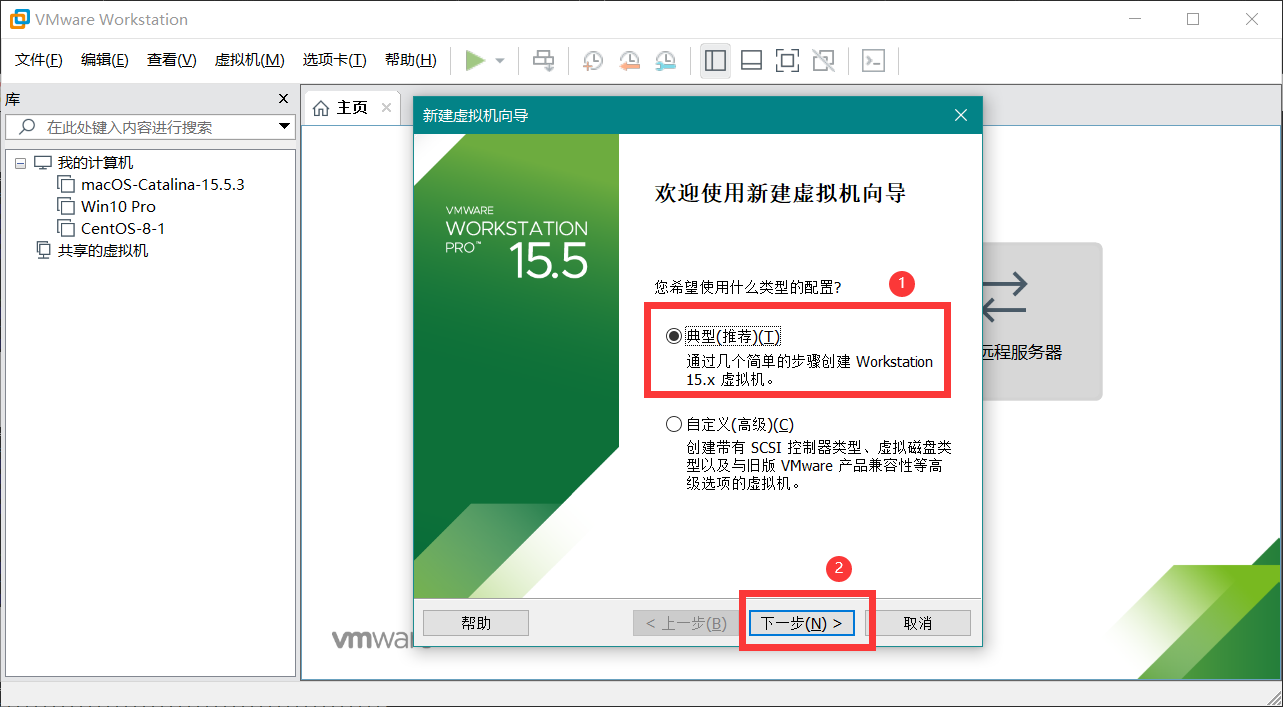 VMware Workstation
文件(F) 编辑(E) 查看(V) 虚拟机(M) 选项卡(T) 帮助(H)
库
在此处键入内容进行搜索
我的计算机
macOS-Catalina-15.5.3
Win10 Pro
CentOS-8-1
共享的虚拟机
主页
新建虚拟机向导
VMWARE
WORKSTATION
PRO™ 15.5
欢迎使用新建虚拟机向导
您希望使用什么类型的配置?
1
典型(推荐)(T)
通过几个简单的步骤创建 Workstation
15.x 虚拟机。
自定义(高级)(C)
创建带有 SCSI 控制器类型、虚拟磁盘类
型以及与旧版 VMware 产品兼容性等高
级选项的虚拟机。
2
帮助
< 上一步(B)
下一步(N) >
取消
远程服务器
vmwar